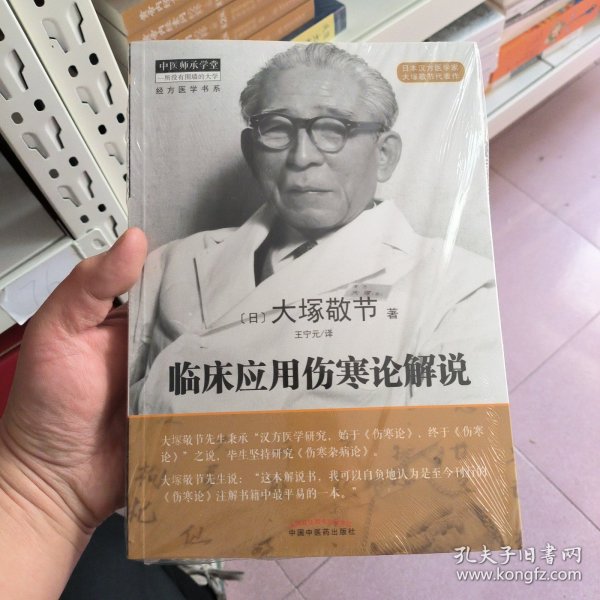 中医师承学堂
一所没有围墙的大学
经方医学书系
日本汉方医学家
大塚敬节代表作
〔日〕大塚敬节 著
王宁元/译
临床应用伤寒论解说
大塚敬节先生秉承“汉方医学研究，始于《伤寒论》、终于《伤寒
论》”之说，毕生坚持研究《伤寒杂病论》。
大塚敬节先生说：“这本解说书，我可以自负地认为是至今刊行的
《伤寒论》注解书籍中最平易的一本。”
中国中医药出版社
孔夫子旧书网
www.kongfz.com